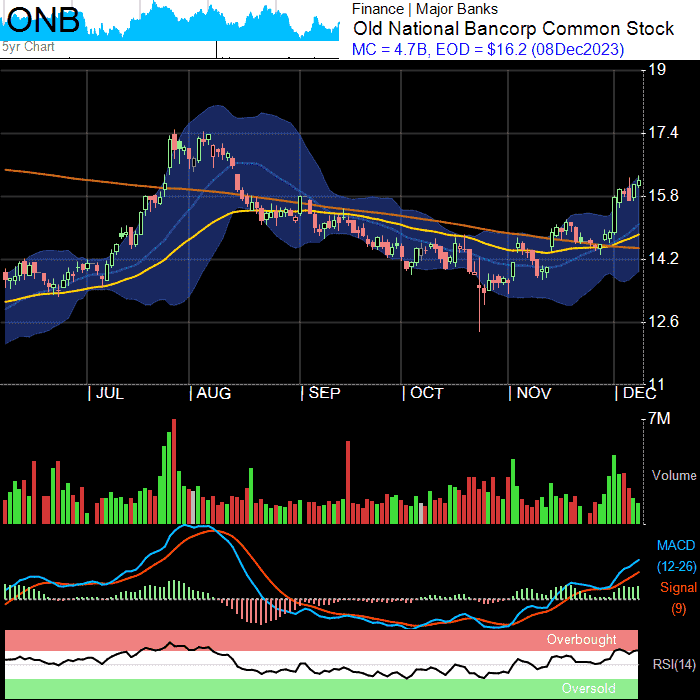 ONB
Finance | Major Banks
Old National Bancorp Common Stock
5yr Chart
MC = 4.7B, EOD = $16.2 (08Dec2023)
19
17.4
15.8
14.2
12.6
11
| JUL | AUG | SEP | OCT | NOV | DEC
7M
Volume
MACD
(12-26)
Signal
(9)
Overbought
RSI(14)
Oversold